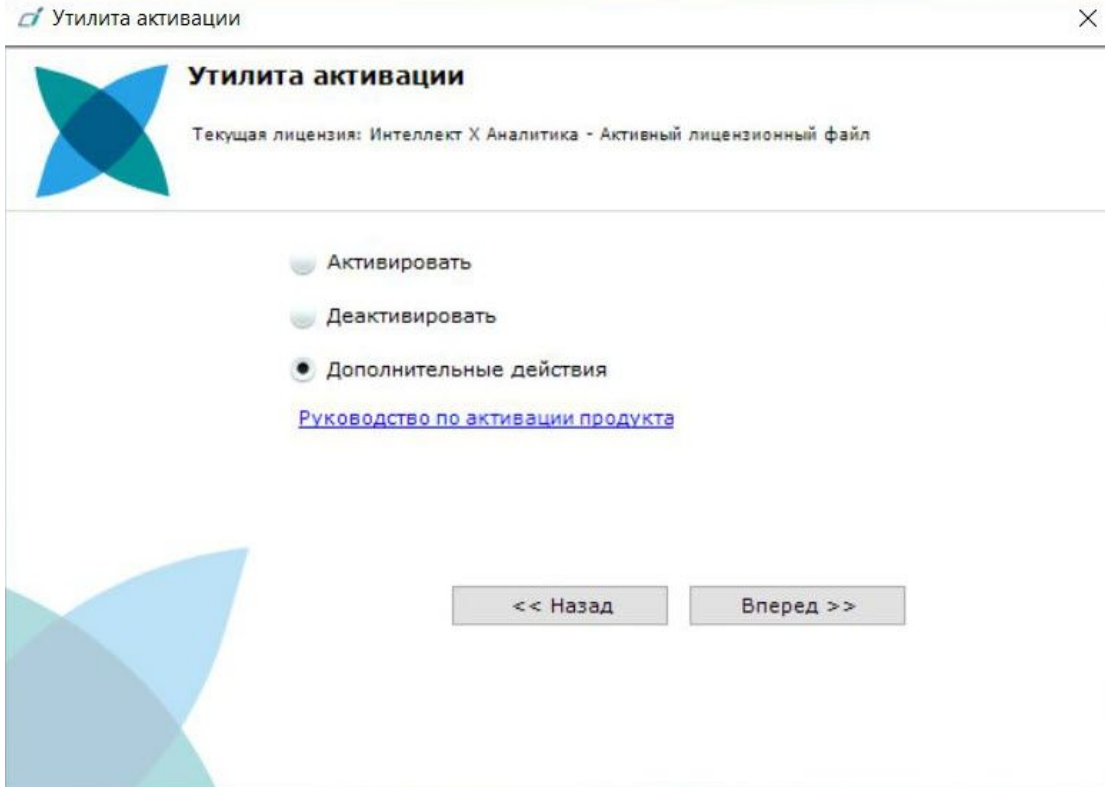 Утилита активации
Утилита активации
Текущая лицензия: Интеллект X Аналитика - Активный лицензионный файл
Активировать
Деактивировать
Дополнительные действия
Руководство по активации продукта
<< Назад
Вперед >>